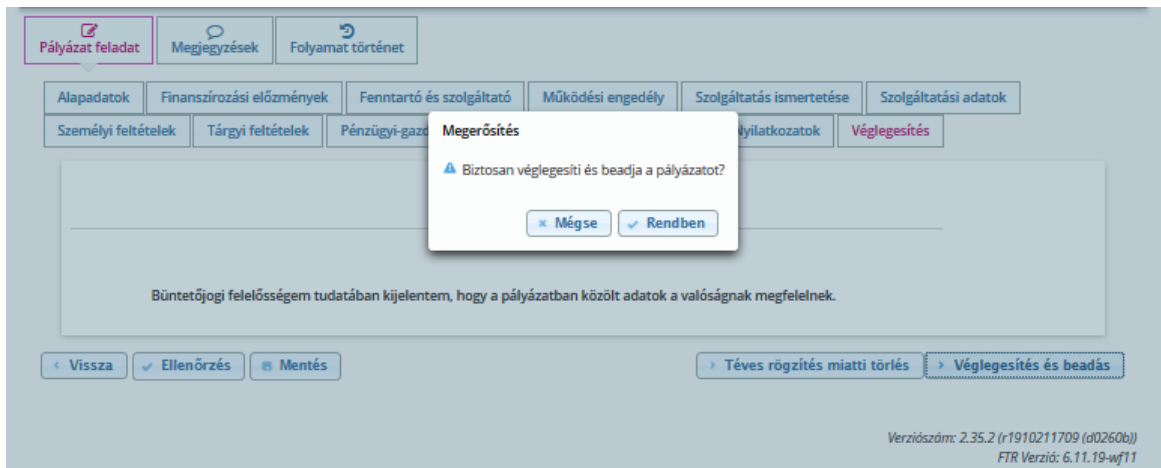 Pályázat feladat Megjegyzések Folyamat történet
Alapadatok Finanszírozási előzmények Fenntartó és szolgáltató Működési engedély Szolgáltatás ismertetése Szolgáltatási adatok
Személyi feltételek Tárgyi feltételek Pénzügyi-gazd Nyilatkozatok Véglegesítés
Megerősítés
Biztosan véglegesíti és beadja a pályázatot?
Mégse Rendben
Büntetőjogi felelősségem tudatában kijelentem, hogy a pályázatban közölt adatok a valóságnak megfelelnek.
Vissza Ellenőrzés Mentés Téves rögzítés miatti törlés Véglegesítés és beadás
Verziószám: 2.35.2 (r1910211709 (d0260b))
FTR Verzió: 6.11.19-wf11